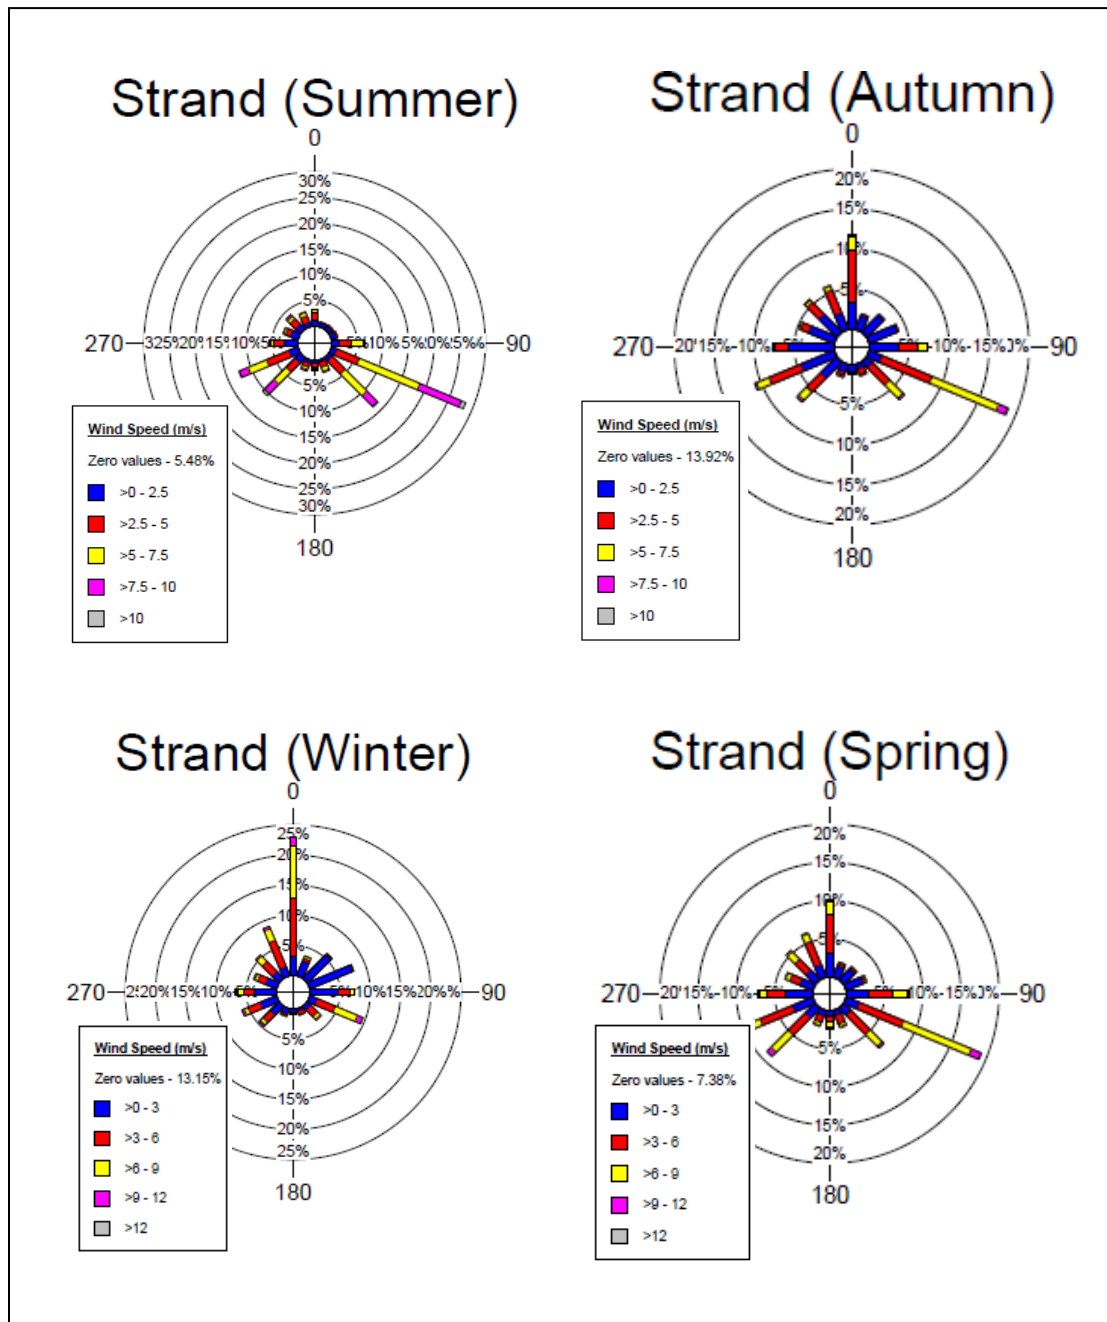 Strand (Summer)
0
30%
25%
20%
15%
10%
5%
270
90
5%
10%
15%
20%
25%
30%
180
Wind Speed (m/s)
Zero values - 5.48%
>0 - 2.5
>2.5 - 5
>5 - 7.5
>7.5 - 10
>10
Strand (Autumn)
0
20%
15%
10%
5%
270
90
5%
10%
15%
20%
180
Wind Speed (m/s)
Zero values - 13.92%
>0 - 2.5
>2.5 - 5
>5 - 7.5
>7.5 - 10
>10
Strand (Winter)
0
25%
20%
15%
10%
5%
270
90
5%
10%
15%
20%
25%
180
Wind Speed (m/s)
Zero values - 13.15%
>0 - 3
>3 - 6
>6 - 9
>9 - 12
>12
Strand (Spring)
0
20%
15%
10%
5%
270
90
5%
10%
15%
20%
180
Wind Speed (m/s)
Zero values - 7.38%
>0 - 3
>3 - 6
>6 - 9
>9 - 12
>12